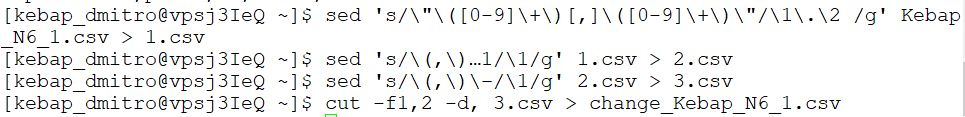 [kebap_dmitro@vpsj3IeQ ~]$ sed 's/\"\([0-9]\+\)[,]\([0-9]\+\)\"/\1\.\2 /g' Kebap
_N6_1.csv > 1.csv
[kebap_dmitro@vpsj3IeQ ~]$ sed 's/\(,\)…1/\1/g' 1.csv > 2.csv
[kebap_dmitro@vpsj3IeQ ~]$ sed 's/\(,\)\-/\1/g' 2.csv > 3.csv
[kebap_dmitro@vpsj3IeQ ~]$ cut -f1,2 -d, 3.csv > change_Kebap_N6_1.csv